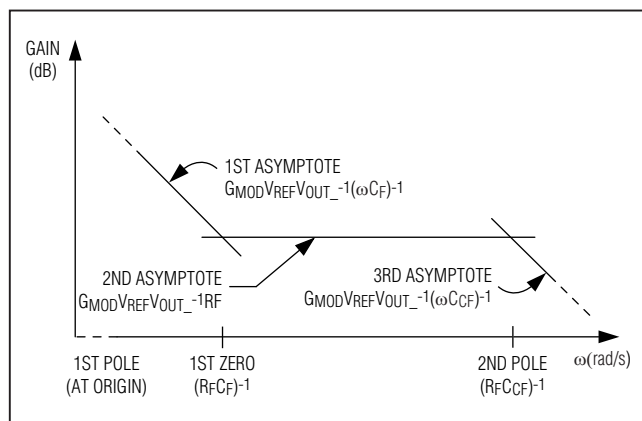 GAIN
(dB)
1ST ASYMPTOTE
GMODVREFVOUT_-1(ωCF)-1
2ND ASYMPTOTE
GMODVREFVOUT_-1RF
3RD ASYMPTOTE
GMODVREFVOUT_-1(ωCCF)-1
1ST POLE
(AT ORIGIN)
1ST ZERO
(RFCF)-1
2ND POLE
(RFCCF)-1
ω(rad/s)